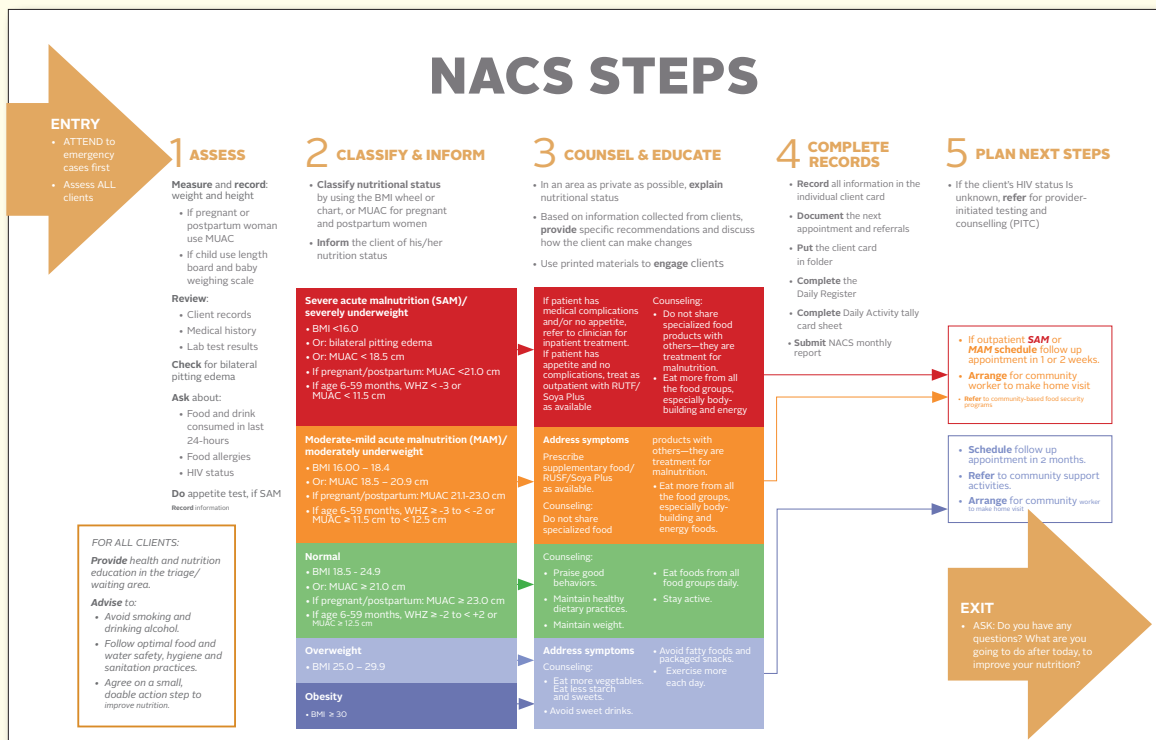 NACS STEPS
ENTRY
• ATTEND to
emergency
cases first
• Assess ALL
clients
1 ASSESS
Measure and record:
weight and height
• If pregnant or
postpartum woman
use MUAC
• If child use length
board and baby
weighing scale
Review:
• Client records
• Medical history
• Lab test results
Check for bilateral
pitting edema
Ask about:
• Food and drink
consumed in last
24-hours
• Food allergies
• HIV status
Do appetite test, if SAM
Record information
FOR ALL CLIENTS:
Provide health and nutrition
education in the triage/
waiting area.
Advise to:
• Avoid smoking and
drinking alcohol.
• Follow optimal food and
water safety, hygiene and
sanitation practices.
• Agree on a small,
doable action step to
improve nutrition.
2 CLASSIFY & INFORM
• Classify nutritional status
by using the BMI wheel or
chart, or MUAC for pregnant
and postpartum women
• Inform the client of his/her
nutrition status
Severe acute malnutrition (SAM)/
severely underweight
• BMI <16.0
• Or: bilateral pitting edema
• Or: MUAC < 18.5 cm
• If pregnant/postpartum: MUAC <21.0 cm
• If age 6-59 months, WHZ < -3 or
MUAC < 11.5 cm
Moderate-mild acute malnutrition (MAM)/
moderately underweight
• BMI 16.00 – 18.4
• Or: MUAC 18.5 – 20.9 cm
• If pregnant/postpartum: MUAC 21.1-23.0 cm
• If age 6-59 months, WHZ ≥ -3 to < -2 or
MUAC ≥ 11.5 cm to < 12.5 cm
Normal
• BMI 18.5 - 24.9
• Or: MUAC ≥ 21.0 cm
• If pregnant/postpartum: MUAC ≥ 23.0 cm
• If age 6-59 months, WHZ ≥ -2 to < +2 or
MUAC ≥ 12.5 cm
Overweight
• BMI 25.0 – 29.9
Obesity
• BMI ≥ 30
3 COUNSEL & EDUCATE
• In an area as private as possible, explain
nutritional status
• Based on information collected from clients,
provide specific recommendations and discuss
how the client can make changes
• Use printed materials to engage clients
If patient has
medical complications
and/or no appetite,
refer to clinician for
inpatient treatment.
If patient has
appetite and no
complications, treat as
outpatient with RUTF/
Soya Plus
as available
Counseling:
• Do not share
specialized food
products with
others—they are
treatment for
malnutrition.
• Eat more from all
the food groups,
especially body-
building and energy
Address symptoms
Prescribe
supplementary food/
RUSF/Soya Plus
as available.
Counseling:
Do not share
specialized food
products with
others—they are
treatment for
malnutrition.
• Eat more from all
the food groups,
especially body-
building and
energy foods.
Counseling:
• Praise good
behaviors.
• Maintain healthy
dietary practices.
• Maintain weight.
• Eat foods from all
food groups daily.
• Stay active.
Address symptoms
Counseling:
• Eat more vegetables.
Eat less starch
and sweets.
• Avoid sweet drinks.
• Avoid fatty foods and
packaged snacks.
• Exercise more
each day.
4 COMPLETE
RECORDS
• Record all information in the
individual client card
• Document the next
appointment and referrals
• Put the client card
in folder
• Complete the
Daily Register
• Complete Daily Activity tally
card sheet
• Submit NACS monthly
report
5 PLAN NEXT STEPS
• If the client's HIV status Is
unknown, refer for provider-
initiated testing and
counselling (PITC)
• If outpatient SAM or
MAM schedule follow up
appointment in 1 or 2 weeks.
• Arrange for community
worker to make home visit
• Refer to community-based food security
programs
• Schedule follow up
appointment in 2 months.
• Refer to community support
activities.
• Arrange for community worker
to make home visit
EXIT
• ASK: Do you have any
questions? What are you
going to do after today, to
improve your nutrition?